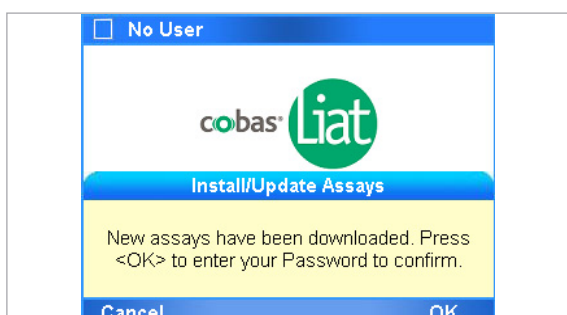 No User
cobas®
Liat
Install/Update Assays
New assays have been downloaded. Press
<OK> to enter your Password to confirm.
Cancel OK